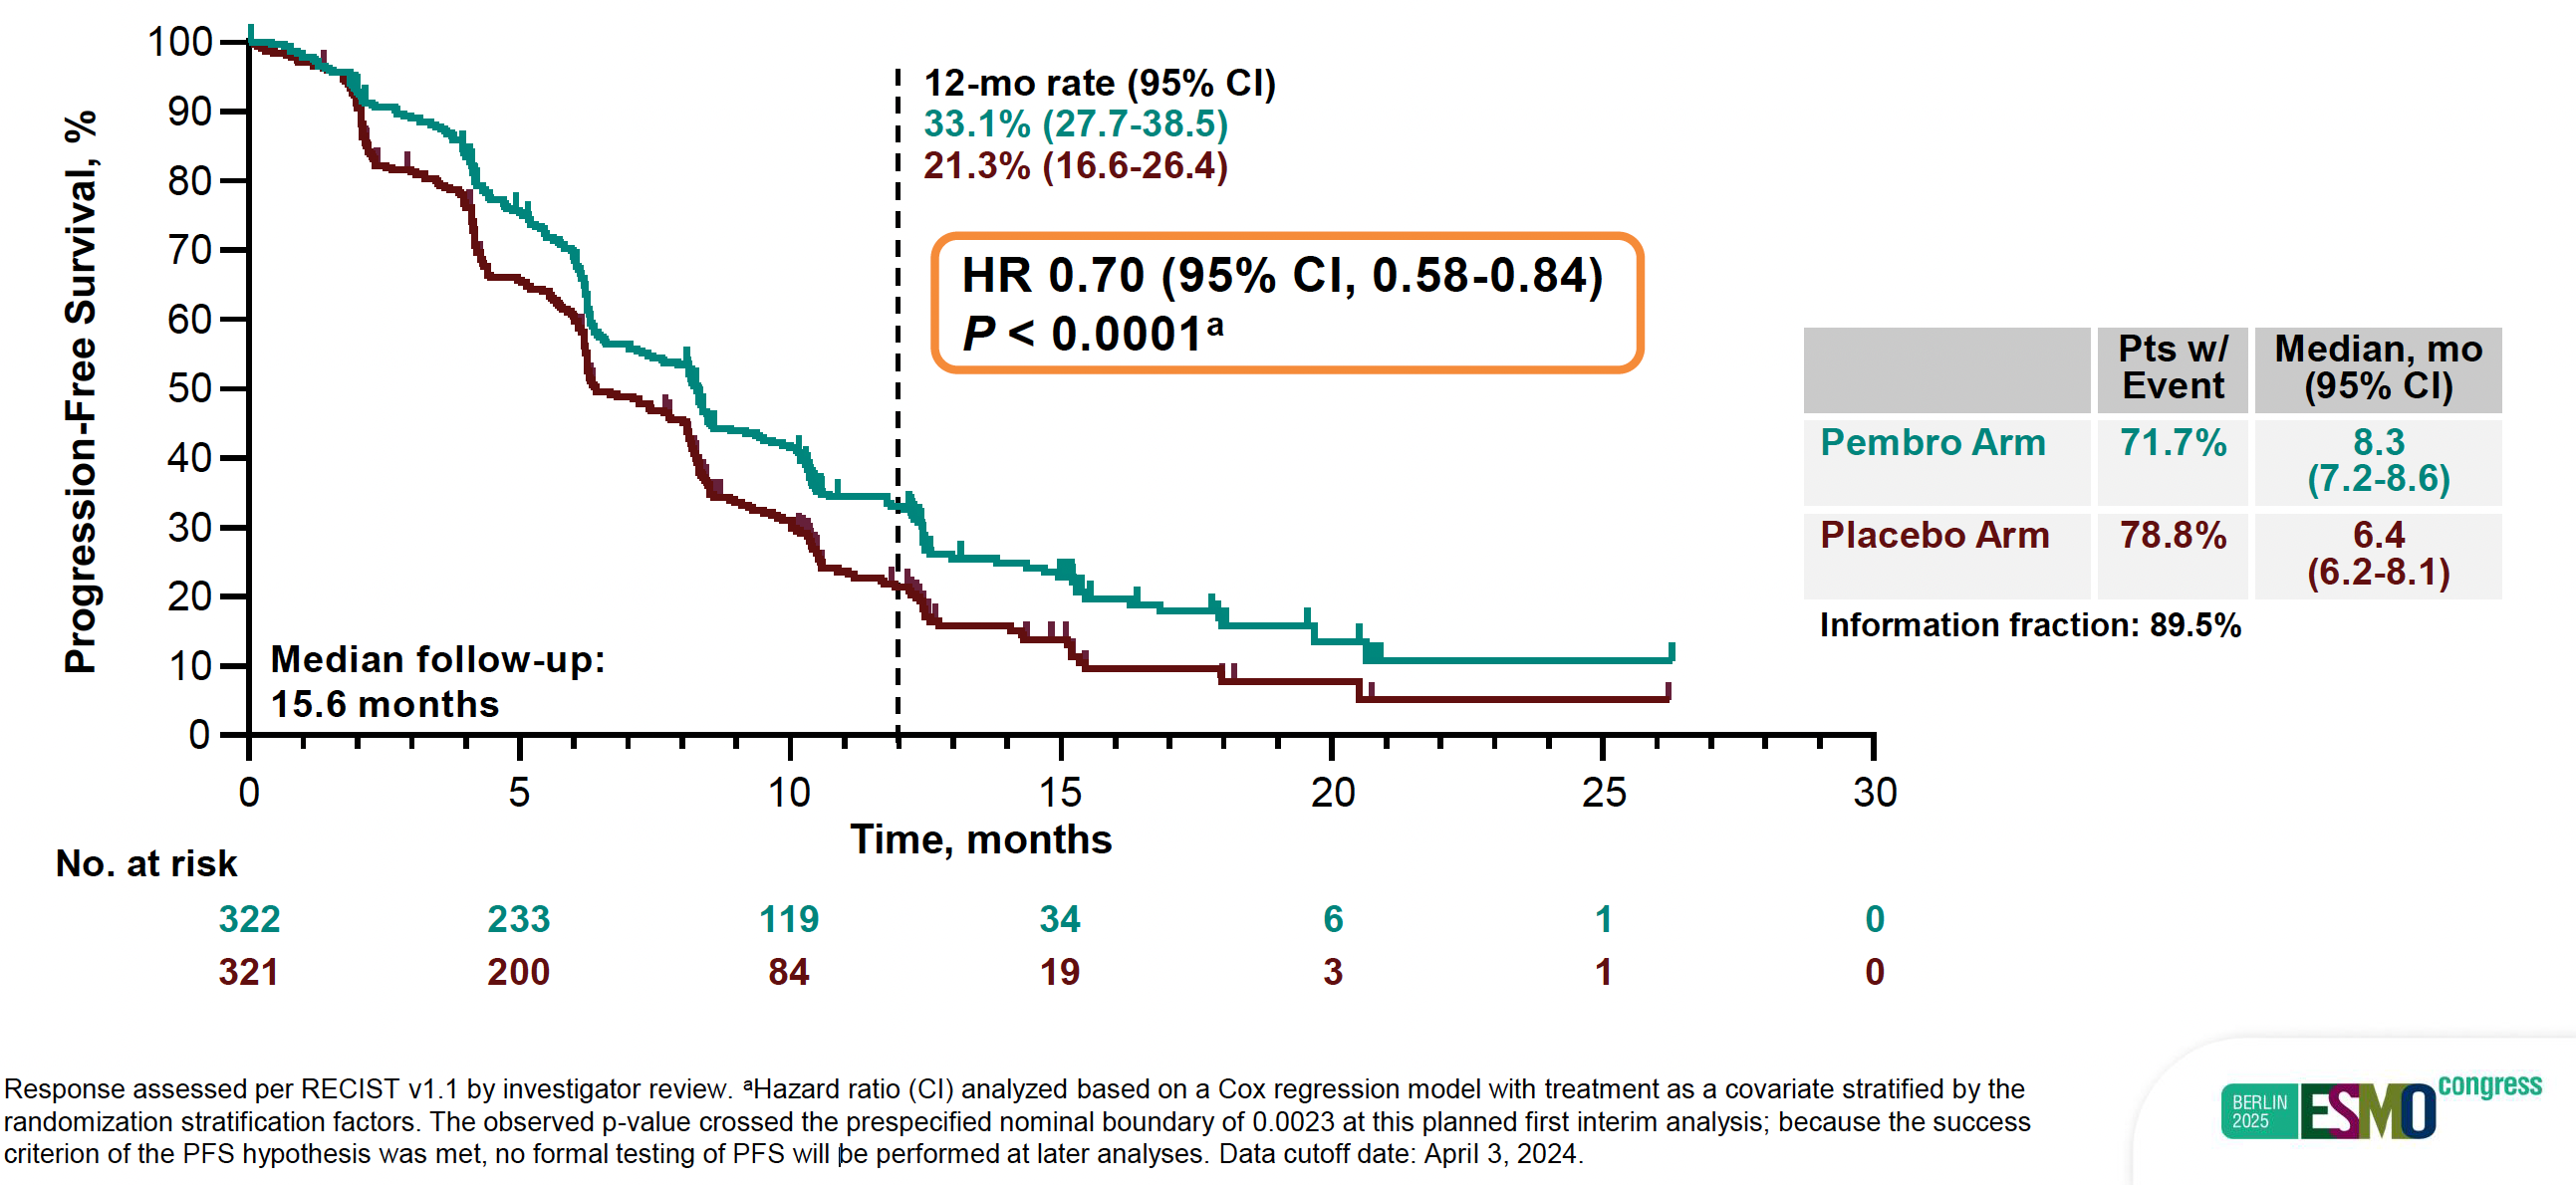 Progression-Free Survival, %
100
90
80
70
60
50
40
30
20
10
0
12-mo rate (95% CI)
33.1% (27.7-38.5)
21.3% (16.6-26.4)
HR 0.70 (95% CI, 0.58-0.84)
P < 0.0001ᵃ
Median follow-up:
15.6 months
0 5 10 15 20 25 30
Time, months
Pts w/ Event Median, mo (95% CI)
Pembro Arm 71.7% 8.3 (7.2-8.6)
Placebo Arm 78.8% 6.4 (6.2-8.1)
Information fraction: 89.5%
No. at risk
322 233 119 34 6 1 0
321 200 84 19 3 1 0
Response assessed per RECIST v1.1 by investigator review. ᵃHazard ratio (CI) analyzed based on a Cox regression model with treatment as a covariate stratified by the
randomization stratification factors. The observed p-value crossed the prespecified nominal boundary of 0.0023 at this planned first interim analysis; because the success
criterion of the PFS hypothesis was met, no formal testing of PFS will be performed at later analyses. Data cutoff date: April 3, 2024.
BERLIN
2025
ESMO congress